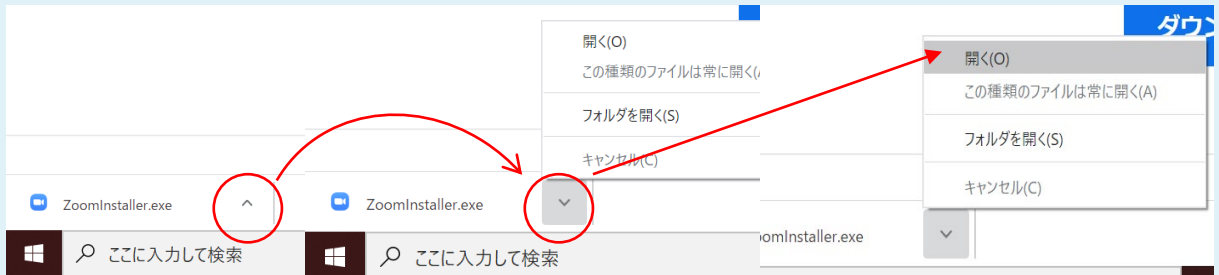 ZoomInstaller.exe
ここに入力して検索
開く(O)
この種類のファイルは常に開く(A
フォルダを開く(S)
キャンセル(C)
ZoomInstaller.exe
ここに入力して検索
ダウン
開く(O)
この種類のファイルは常に開く(A)
フォルダを開く(S)
キャンセル(C)
omInstaller.exe